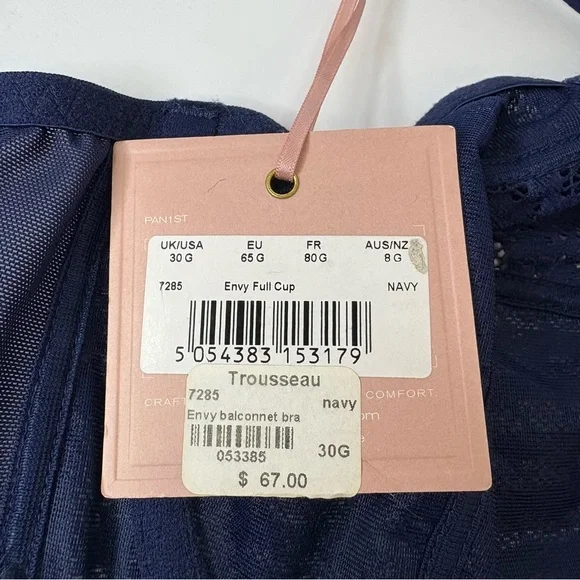 PAN1ST
UK/USA EU FR AUS/NZ
30 G 65 G 80 G 8 G
7285 Envy Full Cup NAVY
5 054383 153179
CRAFT COMFORT
Trousseau
7285 navy
Envy balconnet bra
053385 30G
$ 67.00